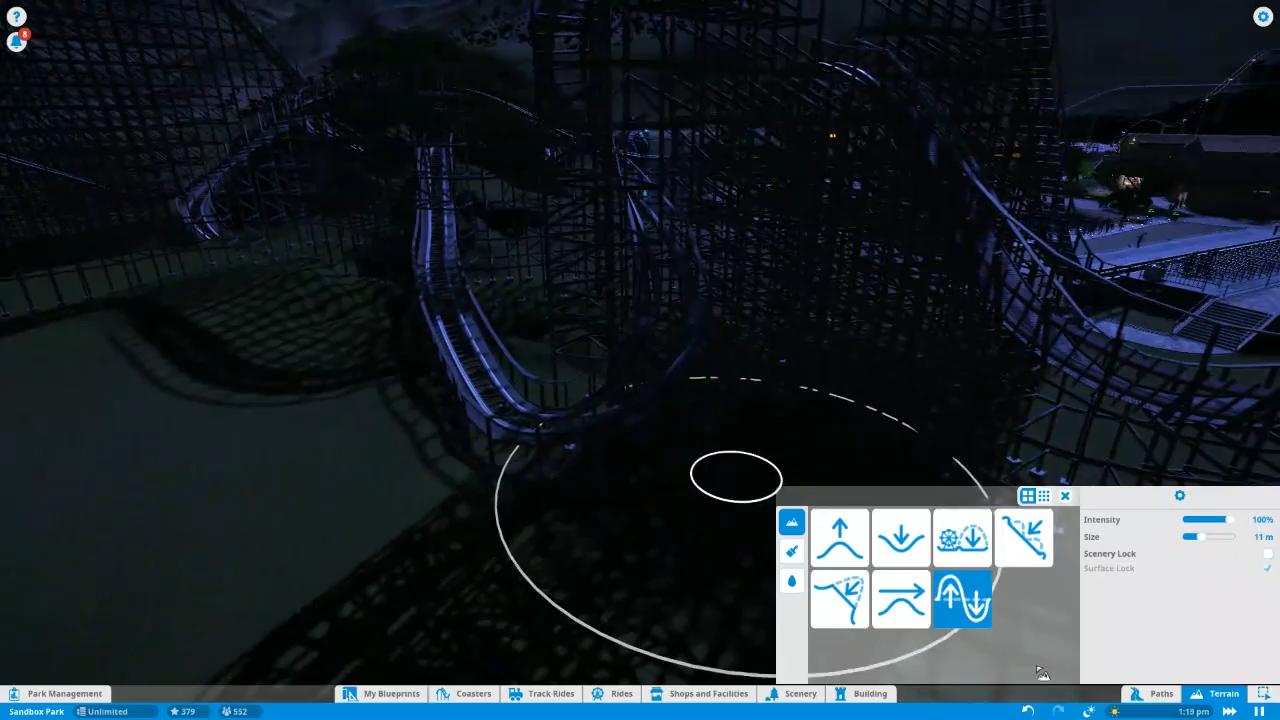 ?
8
Intensity 100%
Size 11 m
Scenery Lock
Surface Lock
Park Management My Blueprints Coasters Track Rides Rides Shops and Facilities Scenery Building Paths Terrain
Sandbox Park Unlimited 379 552 1:19 pm